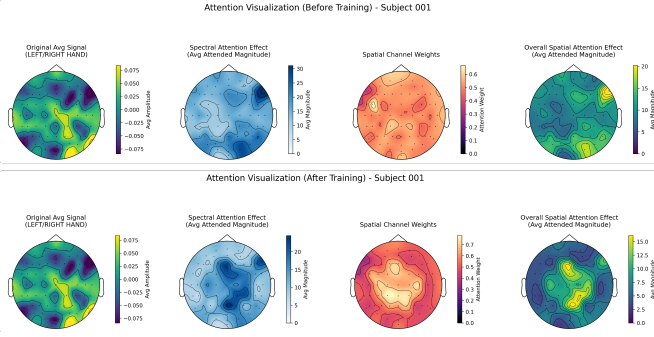 Attention Visualization (Before Training) - Subject 001
Original Avg Signal
(LEFT/RIGHT HAND)
Spectral Attention Effect
(Avg Attended Magnitude)
Spatial Channel Weights
Overall Spatial Attention Effect
(Avg Attended Magnitude)
0.075
0.050
0.025
0.000
−0.025
−0.050
−0.075
Avg Amplitude
30
25
20
15
10
5
0
Avg Magnitude
0.6
0.5
0.4
0.3
0.2
0.1
0.0
Attention Weight
20
15
10
5
0
Avg Magnitude
Attention Visualization (After Training) - Subject 001
Original Avg Signal
(LEFT/RIGHT HAND)
Spectral Attention Effect
(Avg Attended Magnitude)
Spatial Channel Weights
Overall Spatial Attention Effect
(Avg Attended Magnitude)
0.075
0.050
0.025
0.000
−0.025
−0.050
−0.075
Avg Amplitude
20
15
10
5
0
Avg Magnitude
0.7
0.6
0.5
0.4
0.3
0.2
0.1
0.0
Attention Weight
15.0
12.5
10.0
7.5
5.0
2.5
0.0
Avg Magnitude